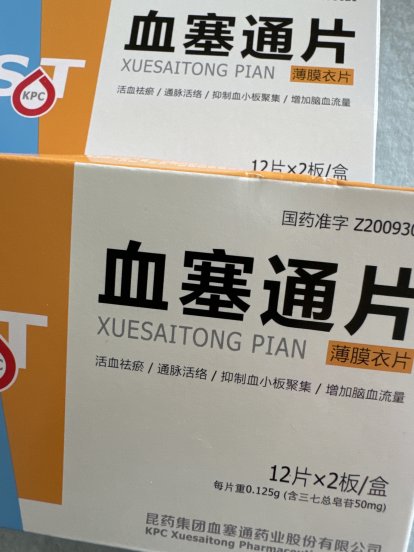 血塞通片
XUESAITONG PIAN 薄膜衣片
活血祛瘀 / 通脉活络 / 抑制血小板聚集 / 增加脑血流量
ST
KPC
12片×2板/盒
国药准字 Z200930
血塞通片
XUESAITONG PIAN 薄膜衣片
T
活血祛瘀 / 通脉活络 / 抑制血小板聚集 / 增加脑血流量
12片×2板/盒
每片重0.125g (含三七总皂苷50mg)
昆药集团血塞通药业股份有限公司
KPC Xuesaitong Pharmaceu